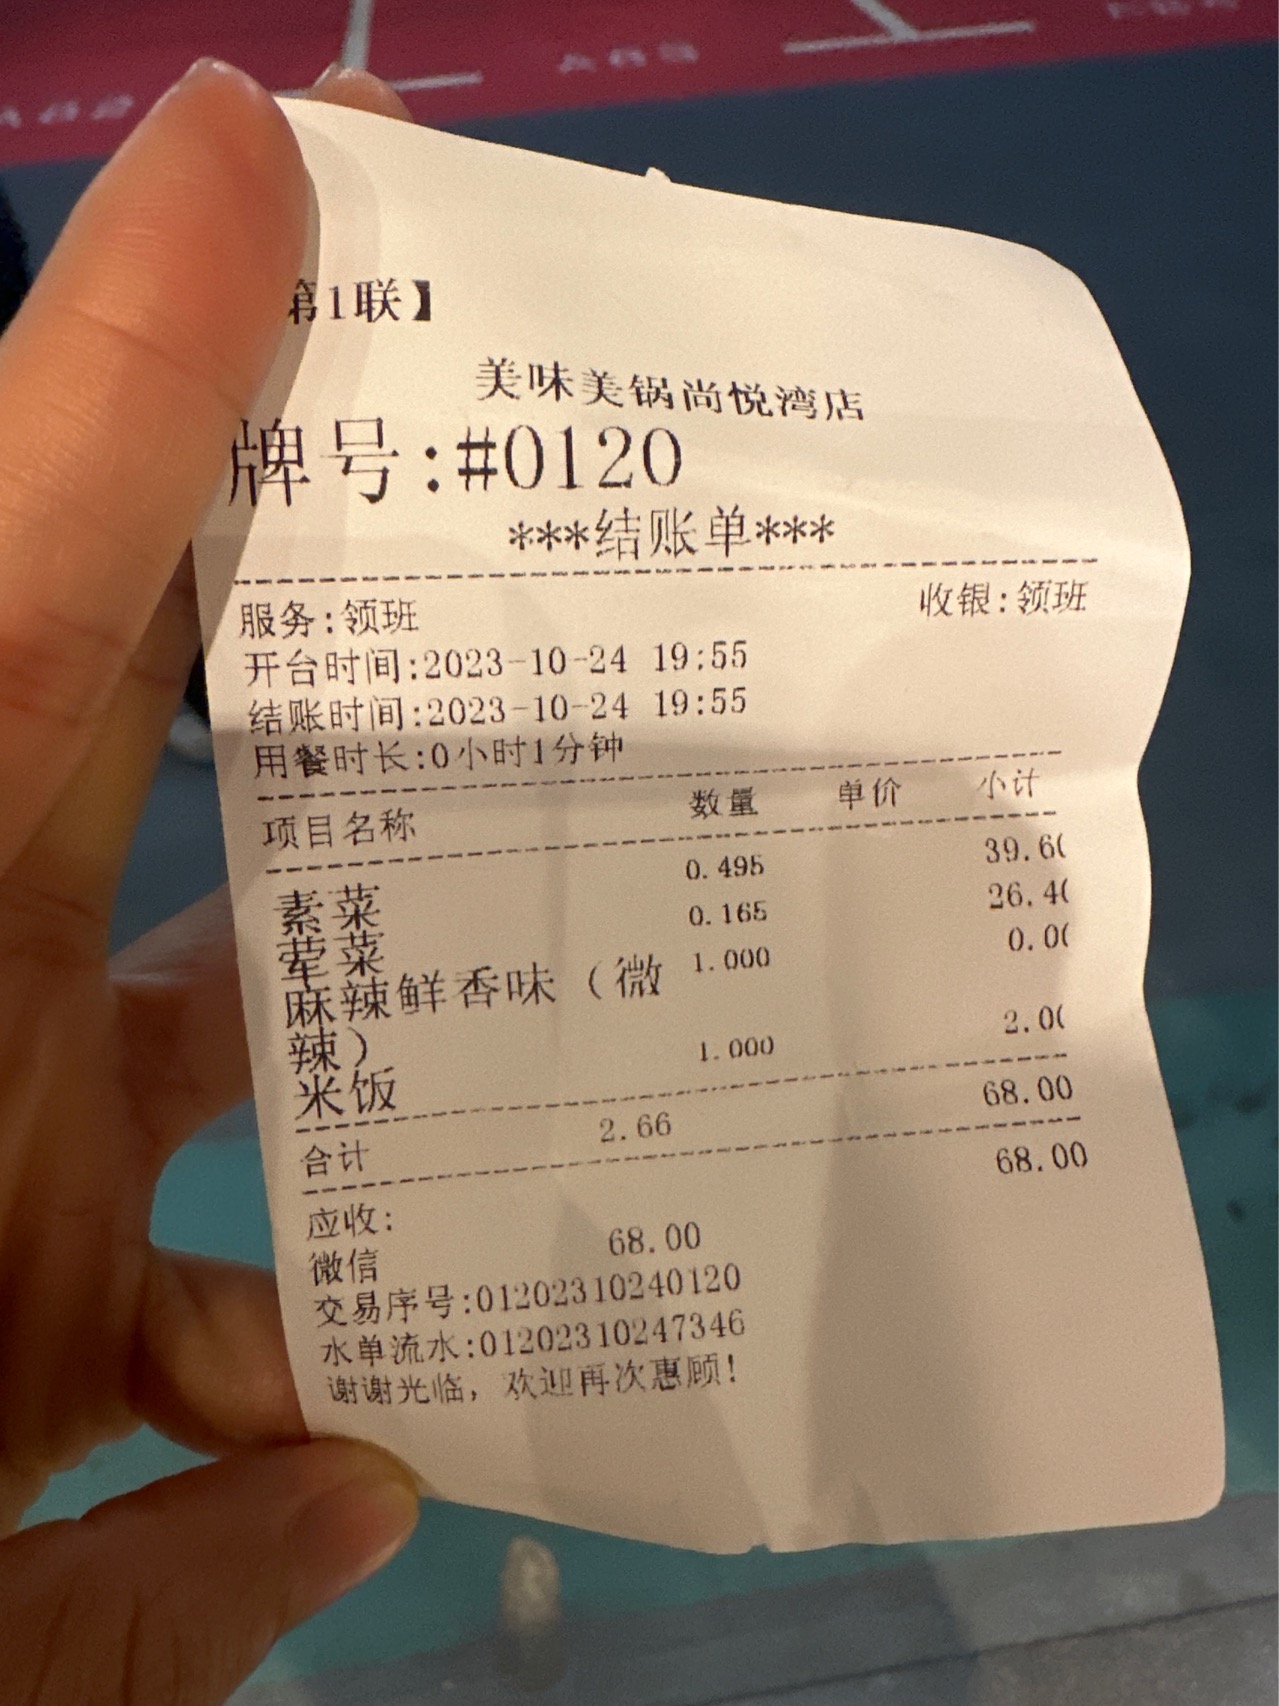 第1联】
美味美锅尚悦湾店
牌号:#0120
***结账单***
服务:领班 收银:领班
开台时间:2023-10-24 19:55
结账时间:2023-10-24 19:55
用餐时长:0小时1分钟
项目名称 数量 单价 小计
素菜 0.495 39.60
荤菜 0.165 26.40
麻辣鲜香味（微 1.000 0.00
辣）
米饭 1.000 2.00
合计 2.66 68.00
应收: 68.00
微信 68.00
交易序号:01202310240120
水单流水:01202310247346
谢谢光临，欢迎再次惠顾!